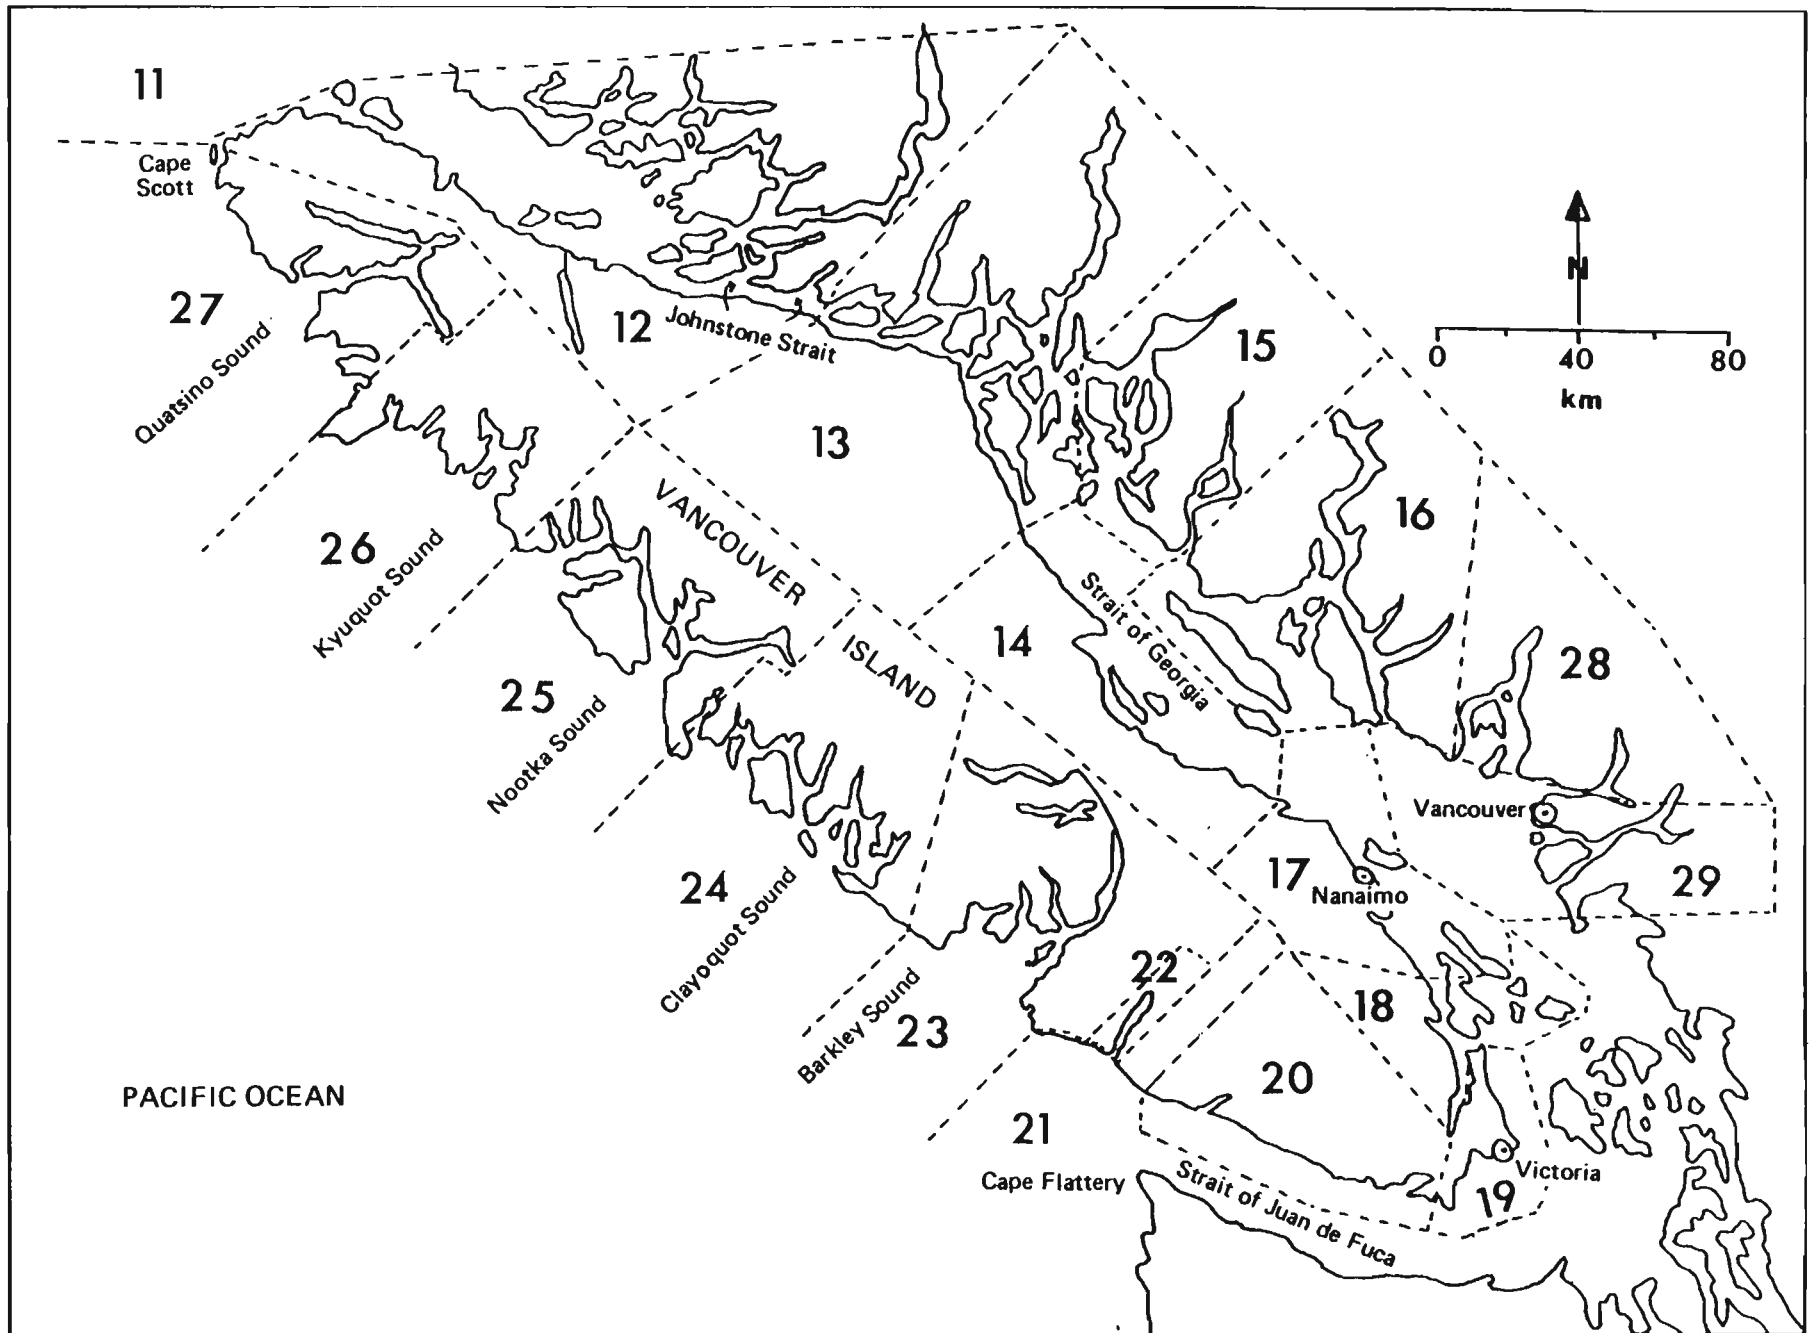 11
Cape
Scott
N
27
12
Johnstone Strait
15
0 40 80
km
Quatsino Sound
13
VANCOUVER
ISLAND
16
26
Kyuquot Sound
Strait of Georgia
14
28
25
Nootka Sound
Vancouver
24
Clayoquot Sound
17
Nanaimo
29
22
23
Barkley Sound
18
20
PACIFIC OCEAN
21
Cape Flattery
Strait of Juan de Fuca
Victoria
19